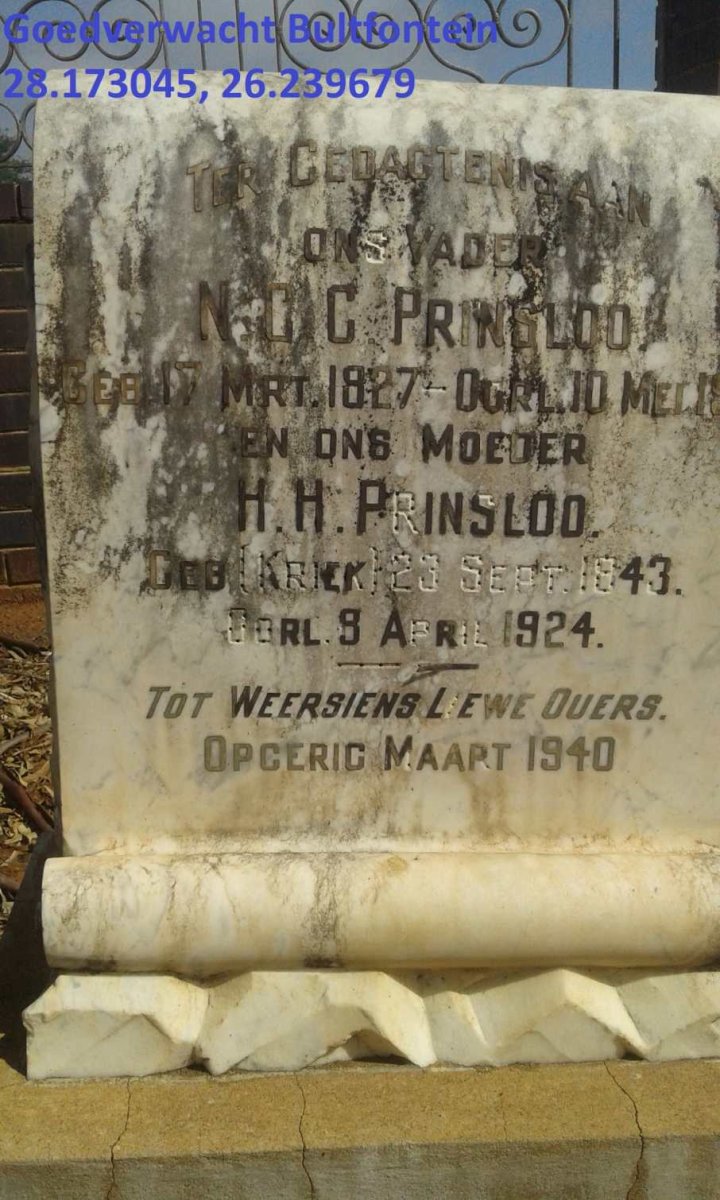 Goedverwacht Bultfontein
28.173045, 26.239679
TER GEDACTENIS AAN
ONS VADER
PRINSLOO.
GEB. 17 MRT. 1827 - OORL. 10 MEI
EN ONS MOEDER
H. H. PRINSLOO.
GEB (KRIEK) 23 SEPT. 1843.
OORL. 9 APRIL 1924.
TOT WEERSIENS LIEWE OUERS.
OPGERIG MAART 1940